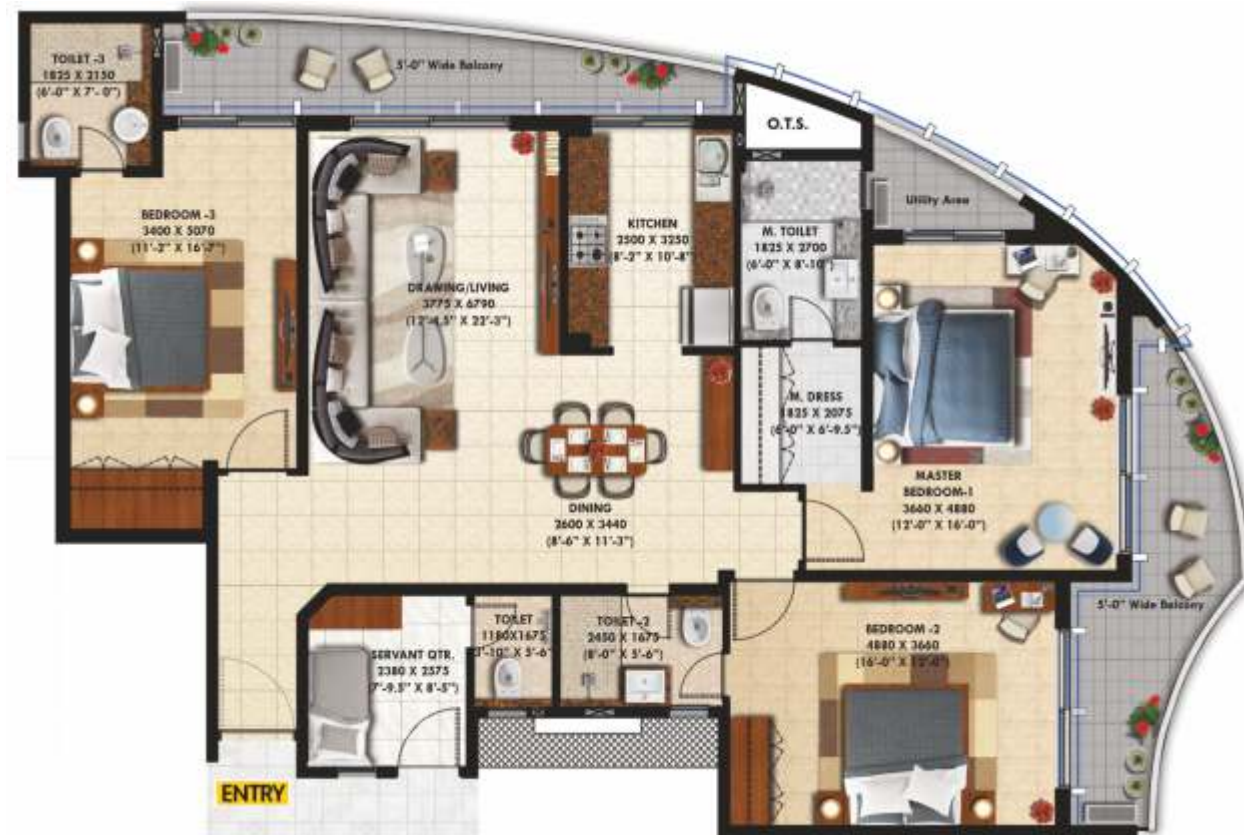 TOILET -3
1825 X 2150
(6'-0" X 7'- 0")
5'-0" Wide Balcony
O.T.S.
Utility Area
BEDROOM -3
3400 X 5070
(11'-2" X 16'-7")
DRAWING/LIVING
3775 X 6790
(12'-4.5" X 22'-3")
KITCHEN
2500 X 3250
(8'-2" X 10'-8"
M. TOILET
1825 X 2700
(6'-0" X 8'-10"
M. DRESS
1825 X 2075
(6'-0" X 6'-9.5")
MASTER
BEDROOM-1
3660 X 4880
(12'-0" X 16'-0")
DINING
2600 X 3440
(8'-6" X 11'-3")
5'-0" Wide Balcony
SERVANT QTR.
2380 X 2575
(7'-9.5" X 8'-5")
TOILET
1180X1675
3'-10" X 5'-6"
TOILET-2
2450 X 1675
(8'-0" X 5'-6")
BEDROOM -2
4880 X 3660
(16'-0" X 12'-0")
ENTRY